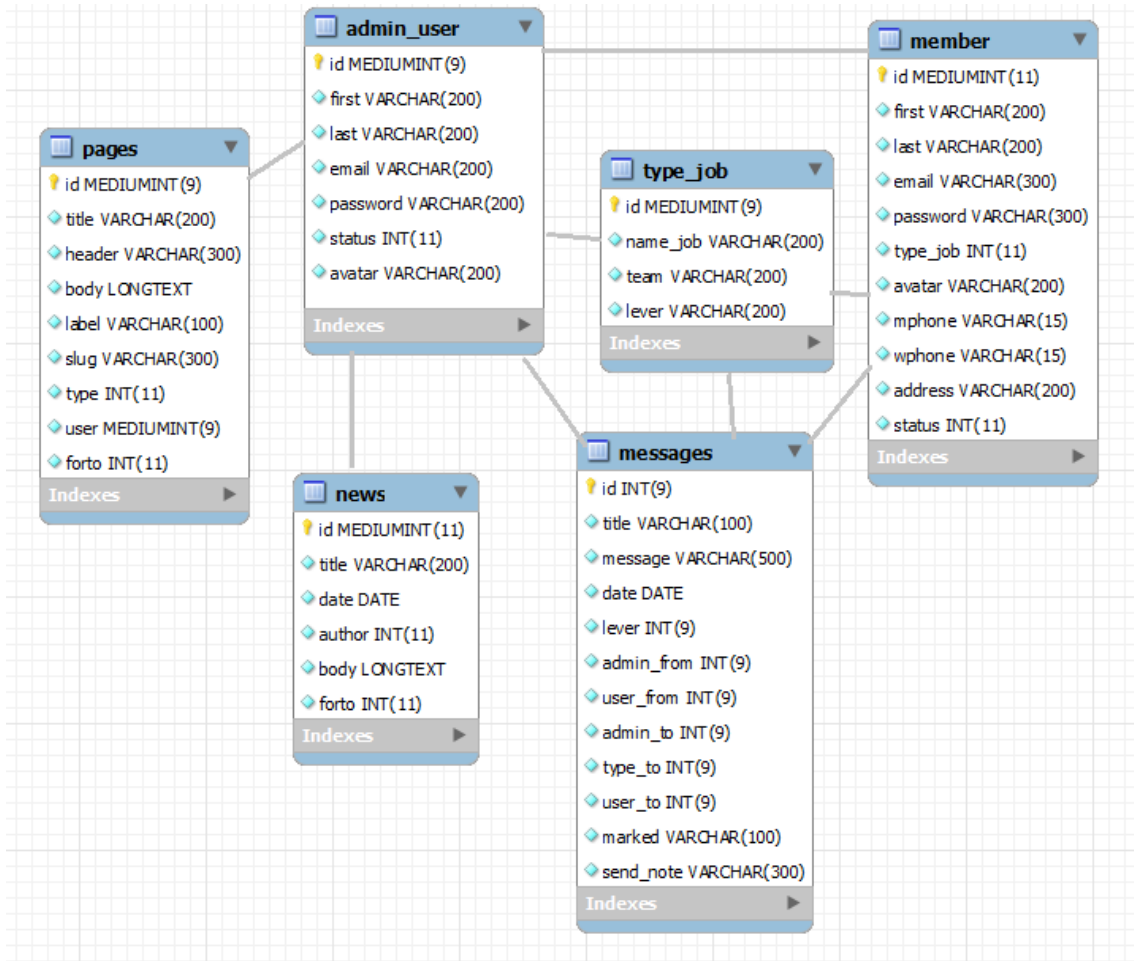 admin_user
id MEDIUMINT(9)
first VARCHAR(200)
last VARCHAR(200)
email VARCHAR(200)
password VARCHAR(200)
status INT(11)
avatar VARCHAR(200)
Indexes
member
id MEDIUMINT(11)
first VARCHAR(200)
last VARCHAR(200)
email VARCHAR(300)
password VARCHAR(300)
type_job INT(11)
avatar VARCHAR(200)
mphone VARCHAR(15)
wphone VARCHAR(15)
address VARCHAR(200)
status INT(11)
Indexes
pages
id MEDIUMINT(9)
title VARCHAR(200)
header VARCHAR(300)
body LONGTEXT
label VARCHAR(100)
slug VARCHAR(300)
type INT(11)
user MEDIUMINT(9)
forto INT(11)
Indexes
type_job
id MEDIUMINT(9)
name_job VARCHAR(200)
team VARCHAR(200)
lever VARCHAR(200)
Indexes
news
id MEDIUMINT(11)
title VARCHAR(200)
date DATE
author INT(11)
body LONGTEXT
forto INT(11)
Indexes
messages
id INT(9)
title VARCHAR(100)
message VARCHAR(500)
date DATE
lever INT(9)
admin_from INT(9)
user_from INT(9)
admin_to INT(9)
type_to INT(9)
user_to INT(9)
marked VARCHAR(100)
send_note VARCHAR(300)
Indexes